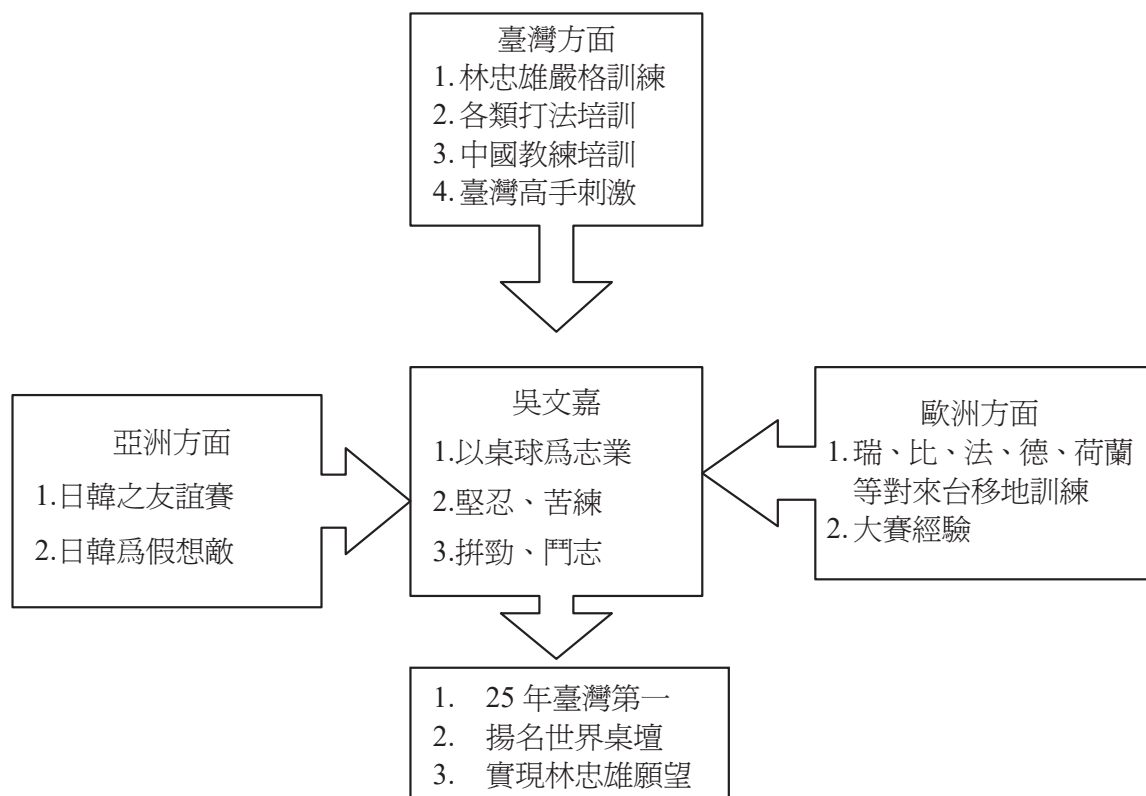 臺灣方面
1. 林忠雄嚴格訓練
2. 各類打法培訓
3. 中國教練培訓
4. 臺灣高手刺激
亞洲方面
1.日韓之友誼賽
2.日韓爲假想敵
吳文嘉
1.以桌球爲志業
2.堅忍、苦練
3.拚勁、鬥志
歐洲方面
1. 瑞、比、法、德、荷蘭
等對來台移地訓練
2. 大賽經驗
1. 25 年臺灣第一
2. 揚名世界桌壇
3. 實現林忠雄願望